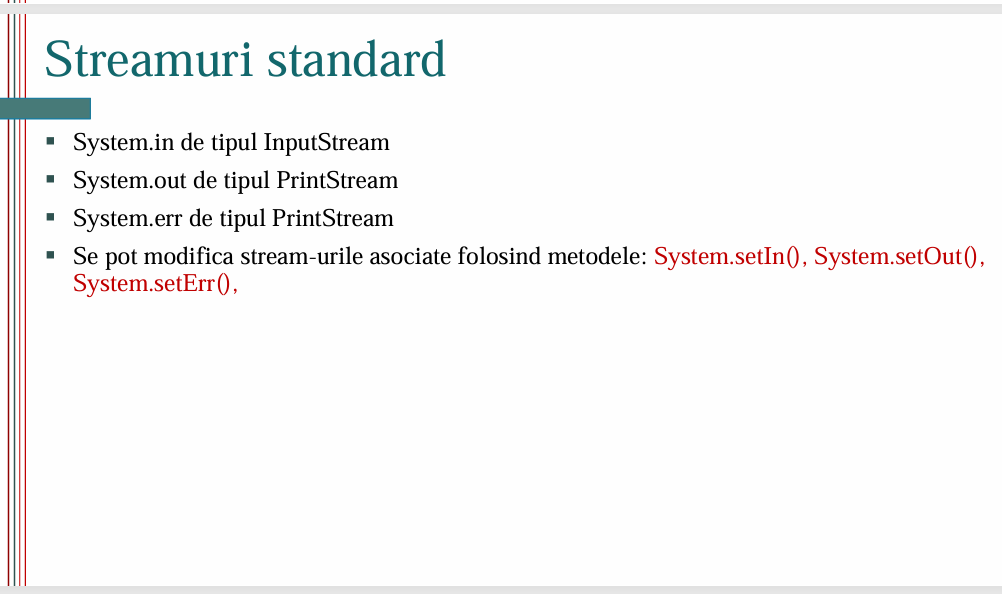 Streamuri standard
▪ System.in de tipul InputStream
▪ System.out de tipul PrintStream
▪ System.err de tipul PrintStream
▪ Se pot modifica stream-urile asociate folosind metodele: System.setIn(), System.setOut(),
System.setErr(),